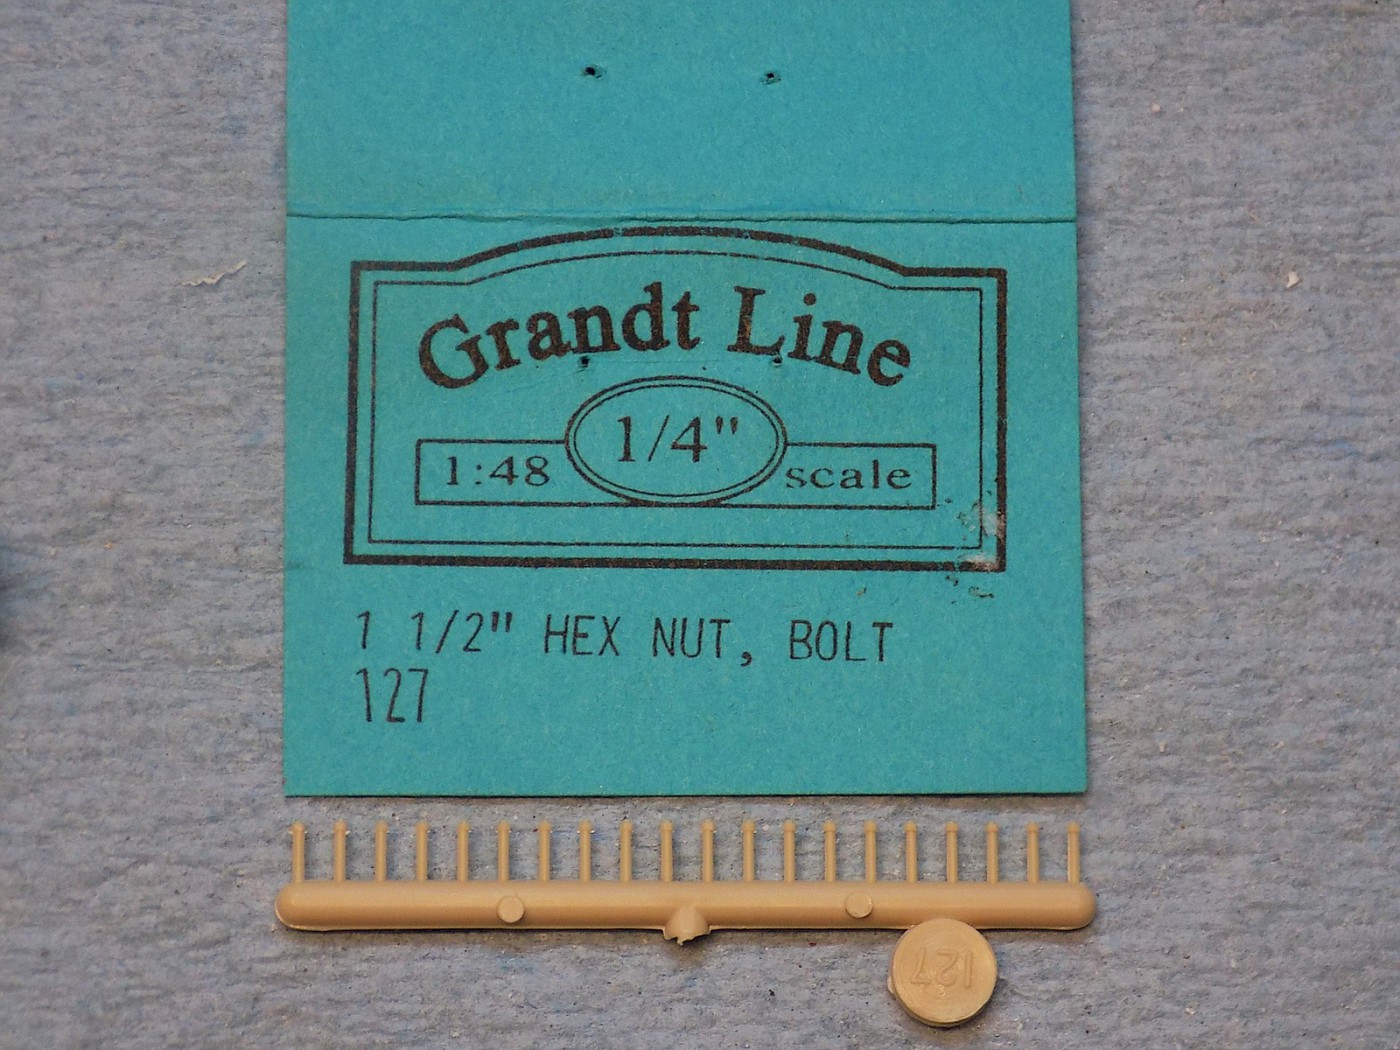 Grandt Line
1/4"
1:48 scale
1 1/2" HEX NUT, BOLT
127
127